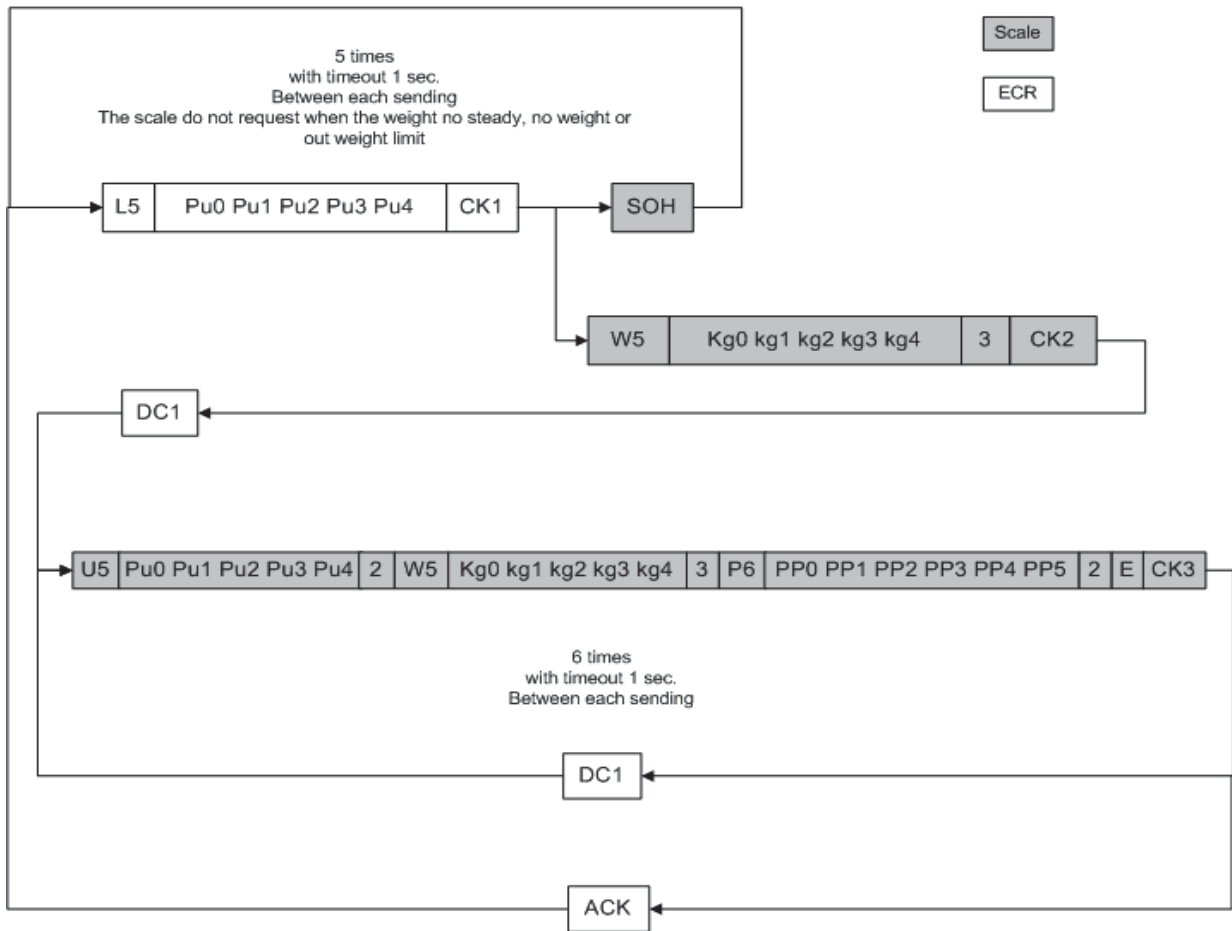 5 times
with timeout 1 sec.
Between each sending
The scale do not request when the weight no steady, no weight or
out weight limit
Scale
ECR
L5 Pu0 Pu1 Pu2 Pu3 Pu4 CK1 SOH
W5 Kg0 kg1 kg2 kg3 kg4 3 CK2
DC1
U5 Pu0 Pu1 Pu2 Pu3 Pu4 2 W5 Kg0 kg1 kg2 kg3 kg4 3 P6 PP0 PP1 PP2 PP3 PP4 PP5 2 E CK3
6 times
with timeout 1 sec.
Between each sending
DC1
ACK